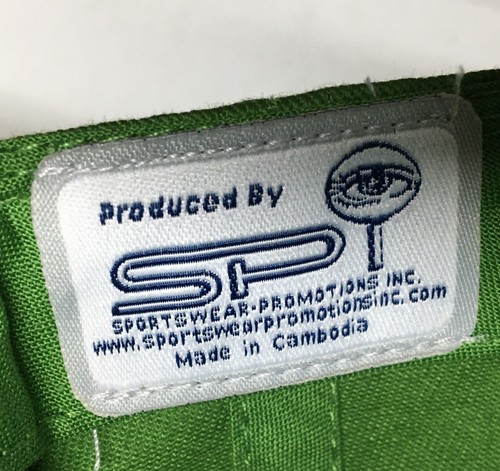 Produced By
SPI
SPORTSWEAR-PROMOTIONS INC.
www.sportswearpromotionsinc.com
Made in Cambodia